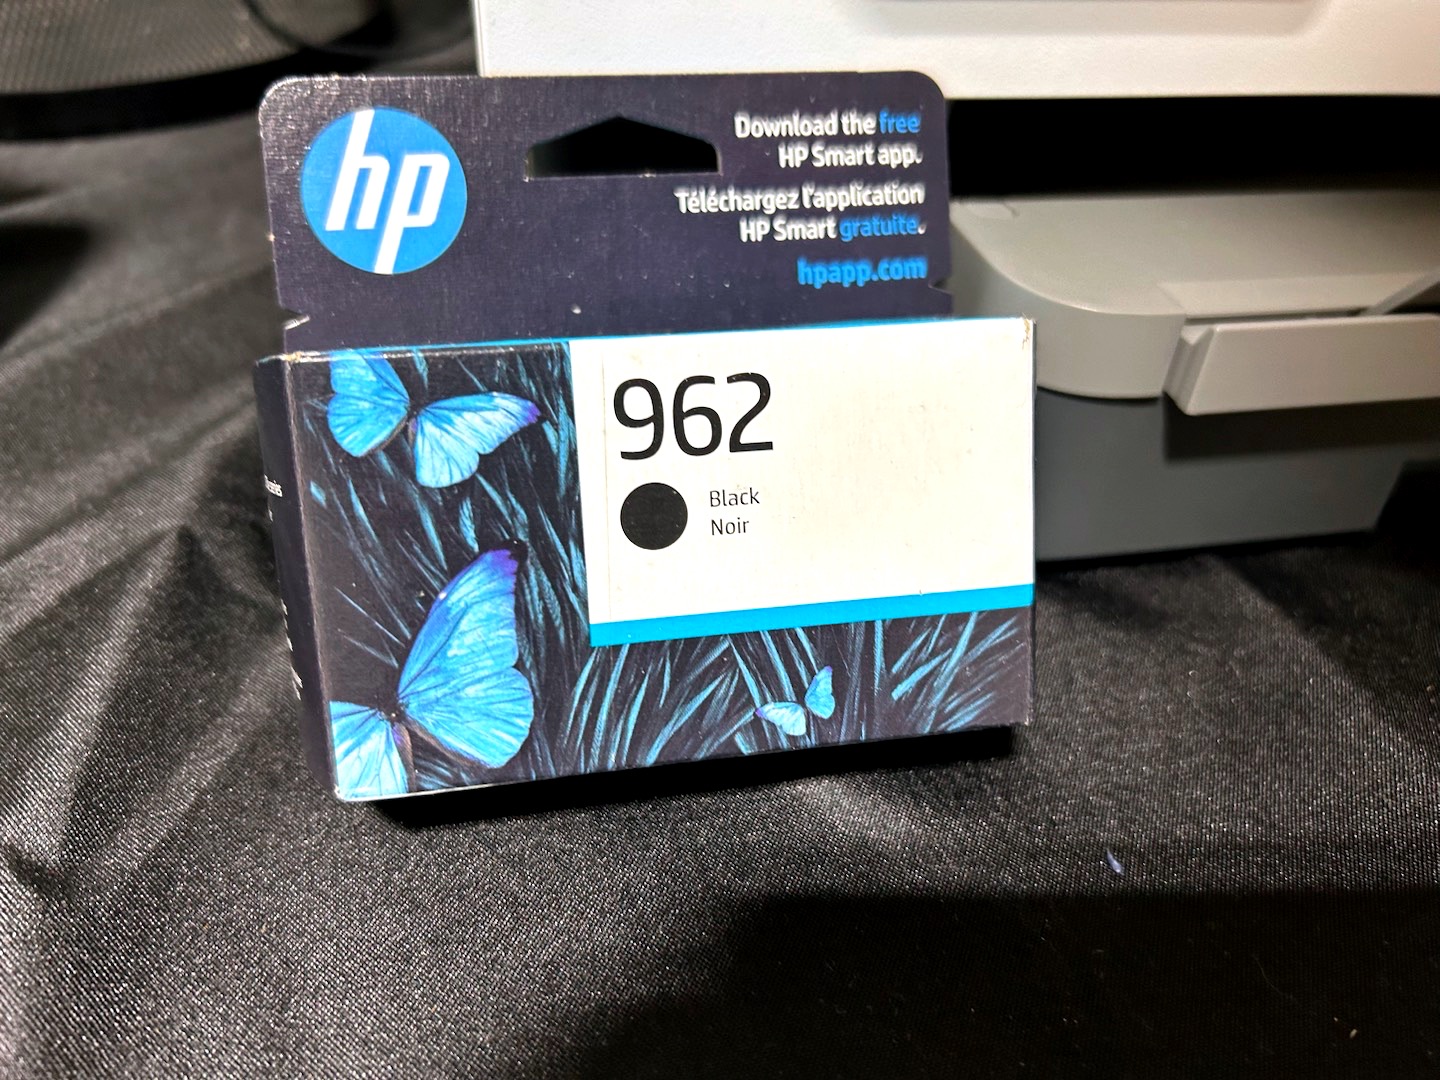 hp
Download the free
HP Smart app.
Téléchargez l'application
HP Smart gratuite.
hpapp.com
962
Black
Noir